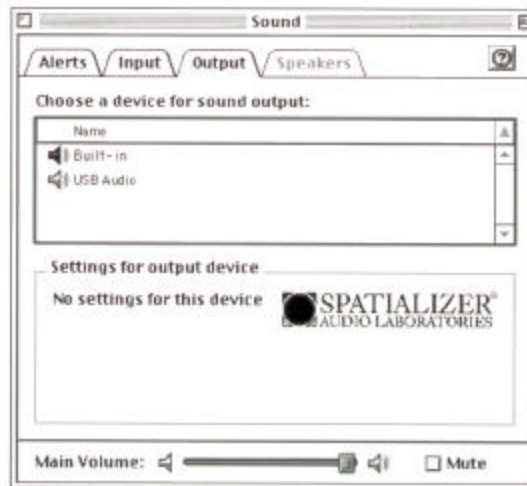 Sound
Alerts Input Output Speakers
Choose a device for sound output:
Name
Built-in
USB Audio
Settings for output device
No settings for this device
SPATIALIZER®
AUDIO LABORATORIES
Main Volume: Mute